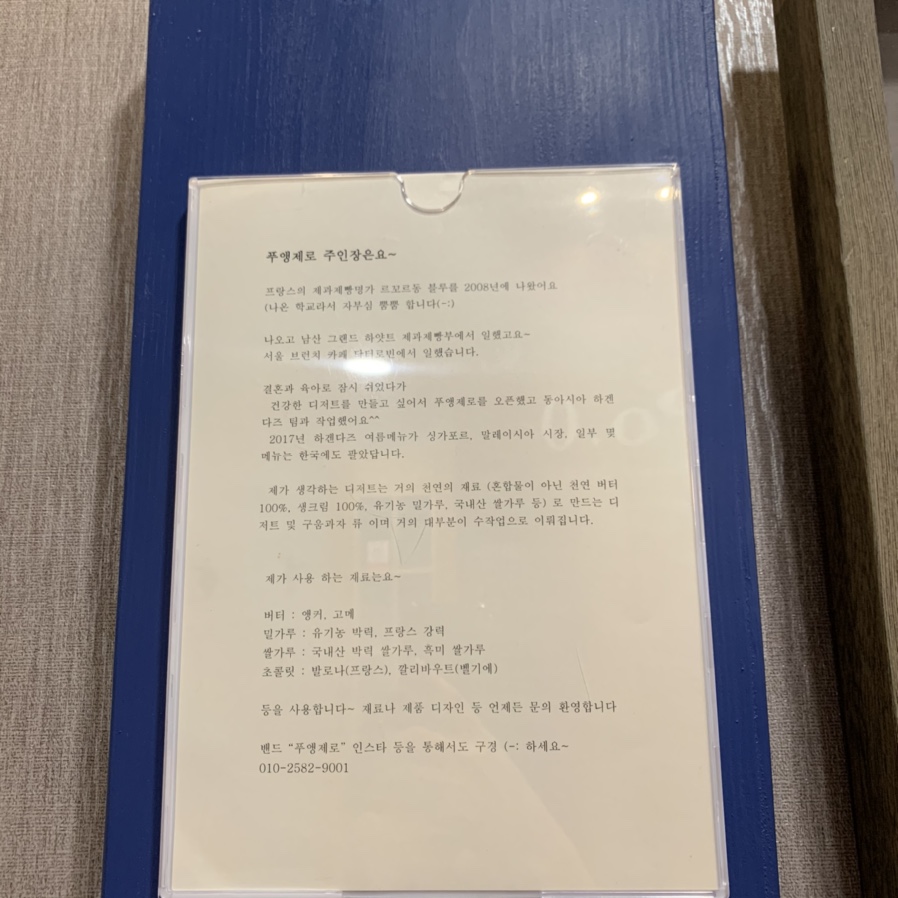 푸앵제로 주인장은요~
프랑스의 제과제빵명가 르꼬르동 블루를 2008년에 나왔어요
(나온 학교라서 자부심 뿜뿜 합니다(-:)
나오고 남산 그랜드 하얏트 제과제빵부에서 일했고요~
서울 브런치 카페 닥터로빈에서 일했습니다.
결혼과 육아로 잠시 쉬었다가
건강한 디저트를 만들고 싶어서 푸앵제로를 오픈했고 동아시아 하겐
다즈 팀과 작업했어요^^
2017년 하겐다즈 여름메뉴가 싱가포르, 말레이시아 시장, 일부 몇
메뉴는 한국에도 팔았답니다.
제가 생각하는 디저트는 거의 천연의 재료 (혼합물이 아닌 천연 버터
100%, 생크림 100%, 유기농 밀가루, 국내산 쌀가루 등) 로 만드는 디
저트 및 구움과자 류 이며 거의 대부분이 수작업으로 이뤄집니다.
제가 사용 하는 재료는요~
버터 : 앵커, 고메
밀가루 : 유기농 박력, 프랑스 강력
쌀가루 : 국내산 박력 쌀가루, 흑미 쌀가루
초콜릿 : 발로나(프랑스), 깔리바우트(벨기에)
등을 사용합니다~ 재료나 제품 디자인 등 언제든 문의 환영합니다
밴드 "푸앵제로" 인스타 등을 통해서도 구경 (-: 하세요~
010-2582-9001